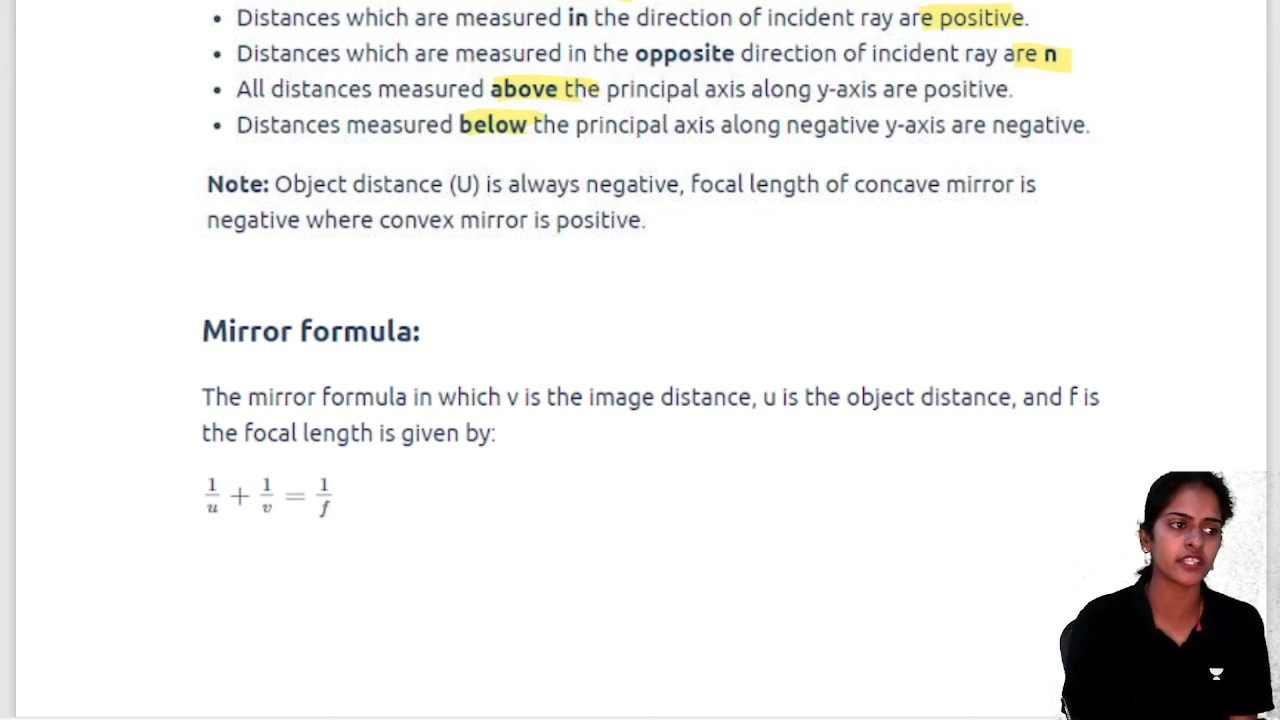 • Distances which are measured in the direction of incident ray are positive.
• Distances which are measured in the opposite direction of incident ray are n
• All distances measured above the principal axis along y-axis are positive.
• Distances measured below the principal axis along negative y-axis are negative.
Note: Object distance (U) is always negative, focal length of concave mirror is
negative where convex mirror is positive.
Mirror formula:
The mirror formula in which v is the image distance, u is the object distance, and f is
the focal length is given by:
1/u + 1/v = 1/f